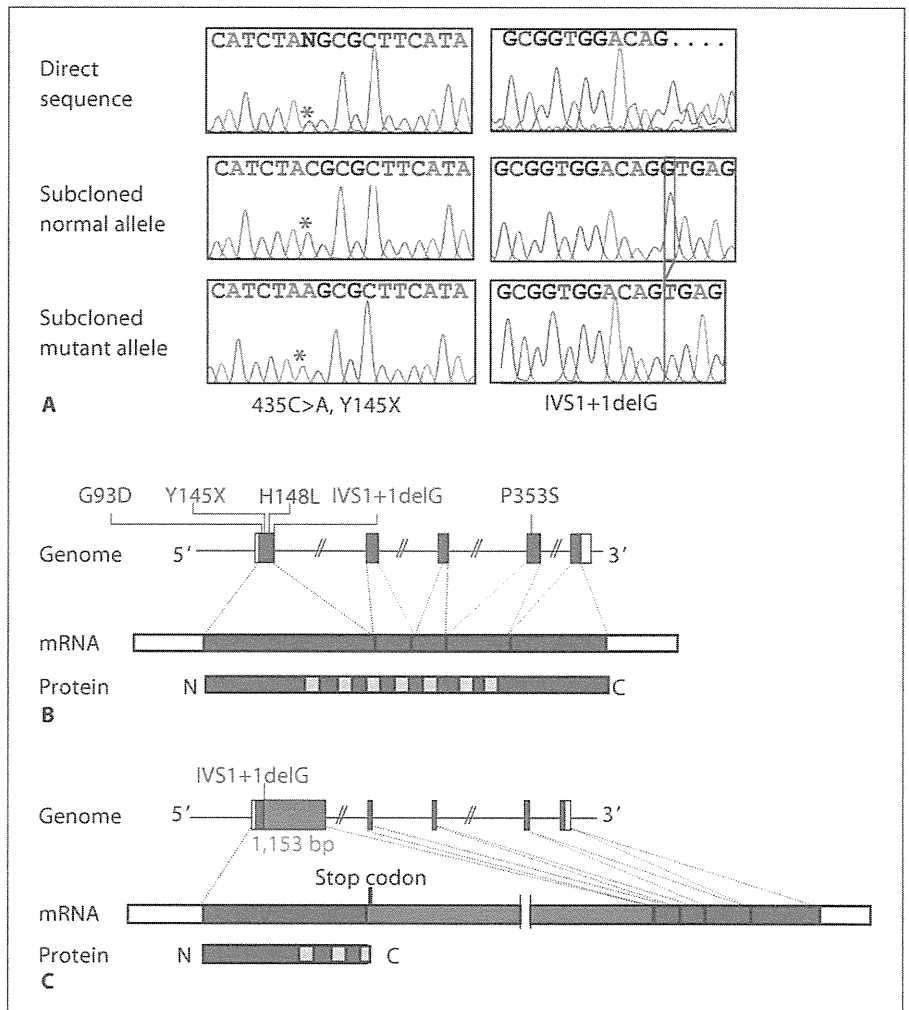 CATCTANGCGCTTCATA
GCGGTGGACAG....
Direct
sequence
*
CATCTACGCGCTTCATA
GCGGTGGACAGGTGAG
Subcloned
normal allele
*
CATCTAAGCGCTTCATA
GCGGTGGACAGTGAG
Subcloned
mutant allele
*
A
435C>A, Y145X
IVS1+1delG
G93D Y145X H148L IVS1+1delG P353S
Genome 5′ // // // // 3′
mRNA
Protein N C
B
IVS1+1delG
Genome 5′ // // 3′
1,153 bp
Stop codon
mRNA
Protein N C
C